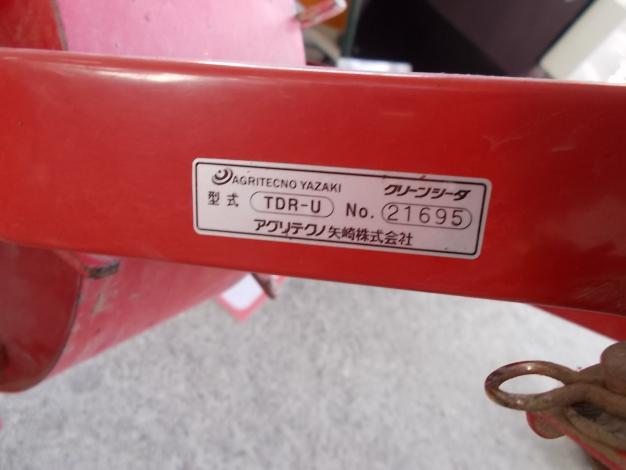 AGRITECNO YAZAKI クリーンシーダ
型式 TDR-U No. 21695
アグリテクノ矢崎株式会社